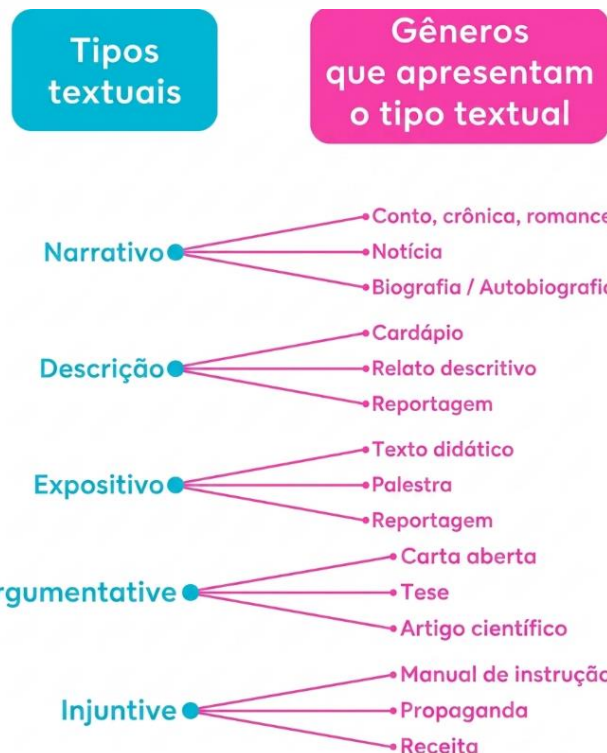 Tipos
textuais
Gêneros
que apresentam
o tipo textual
Narrativo
Conto, crônica, romance
Notícia
Biografia / Autobiografia
Descrição
Cardápio
Relato descritivo
Reportagem
Expositivo
Texto didático
Palestra
Reportagem
rgumentative
Carta aberta
Tese
Artigo científico
Injuntive
Manual de instrução
Propaganda
Receita